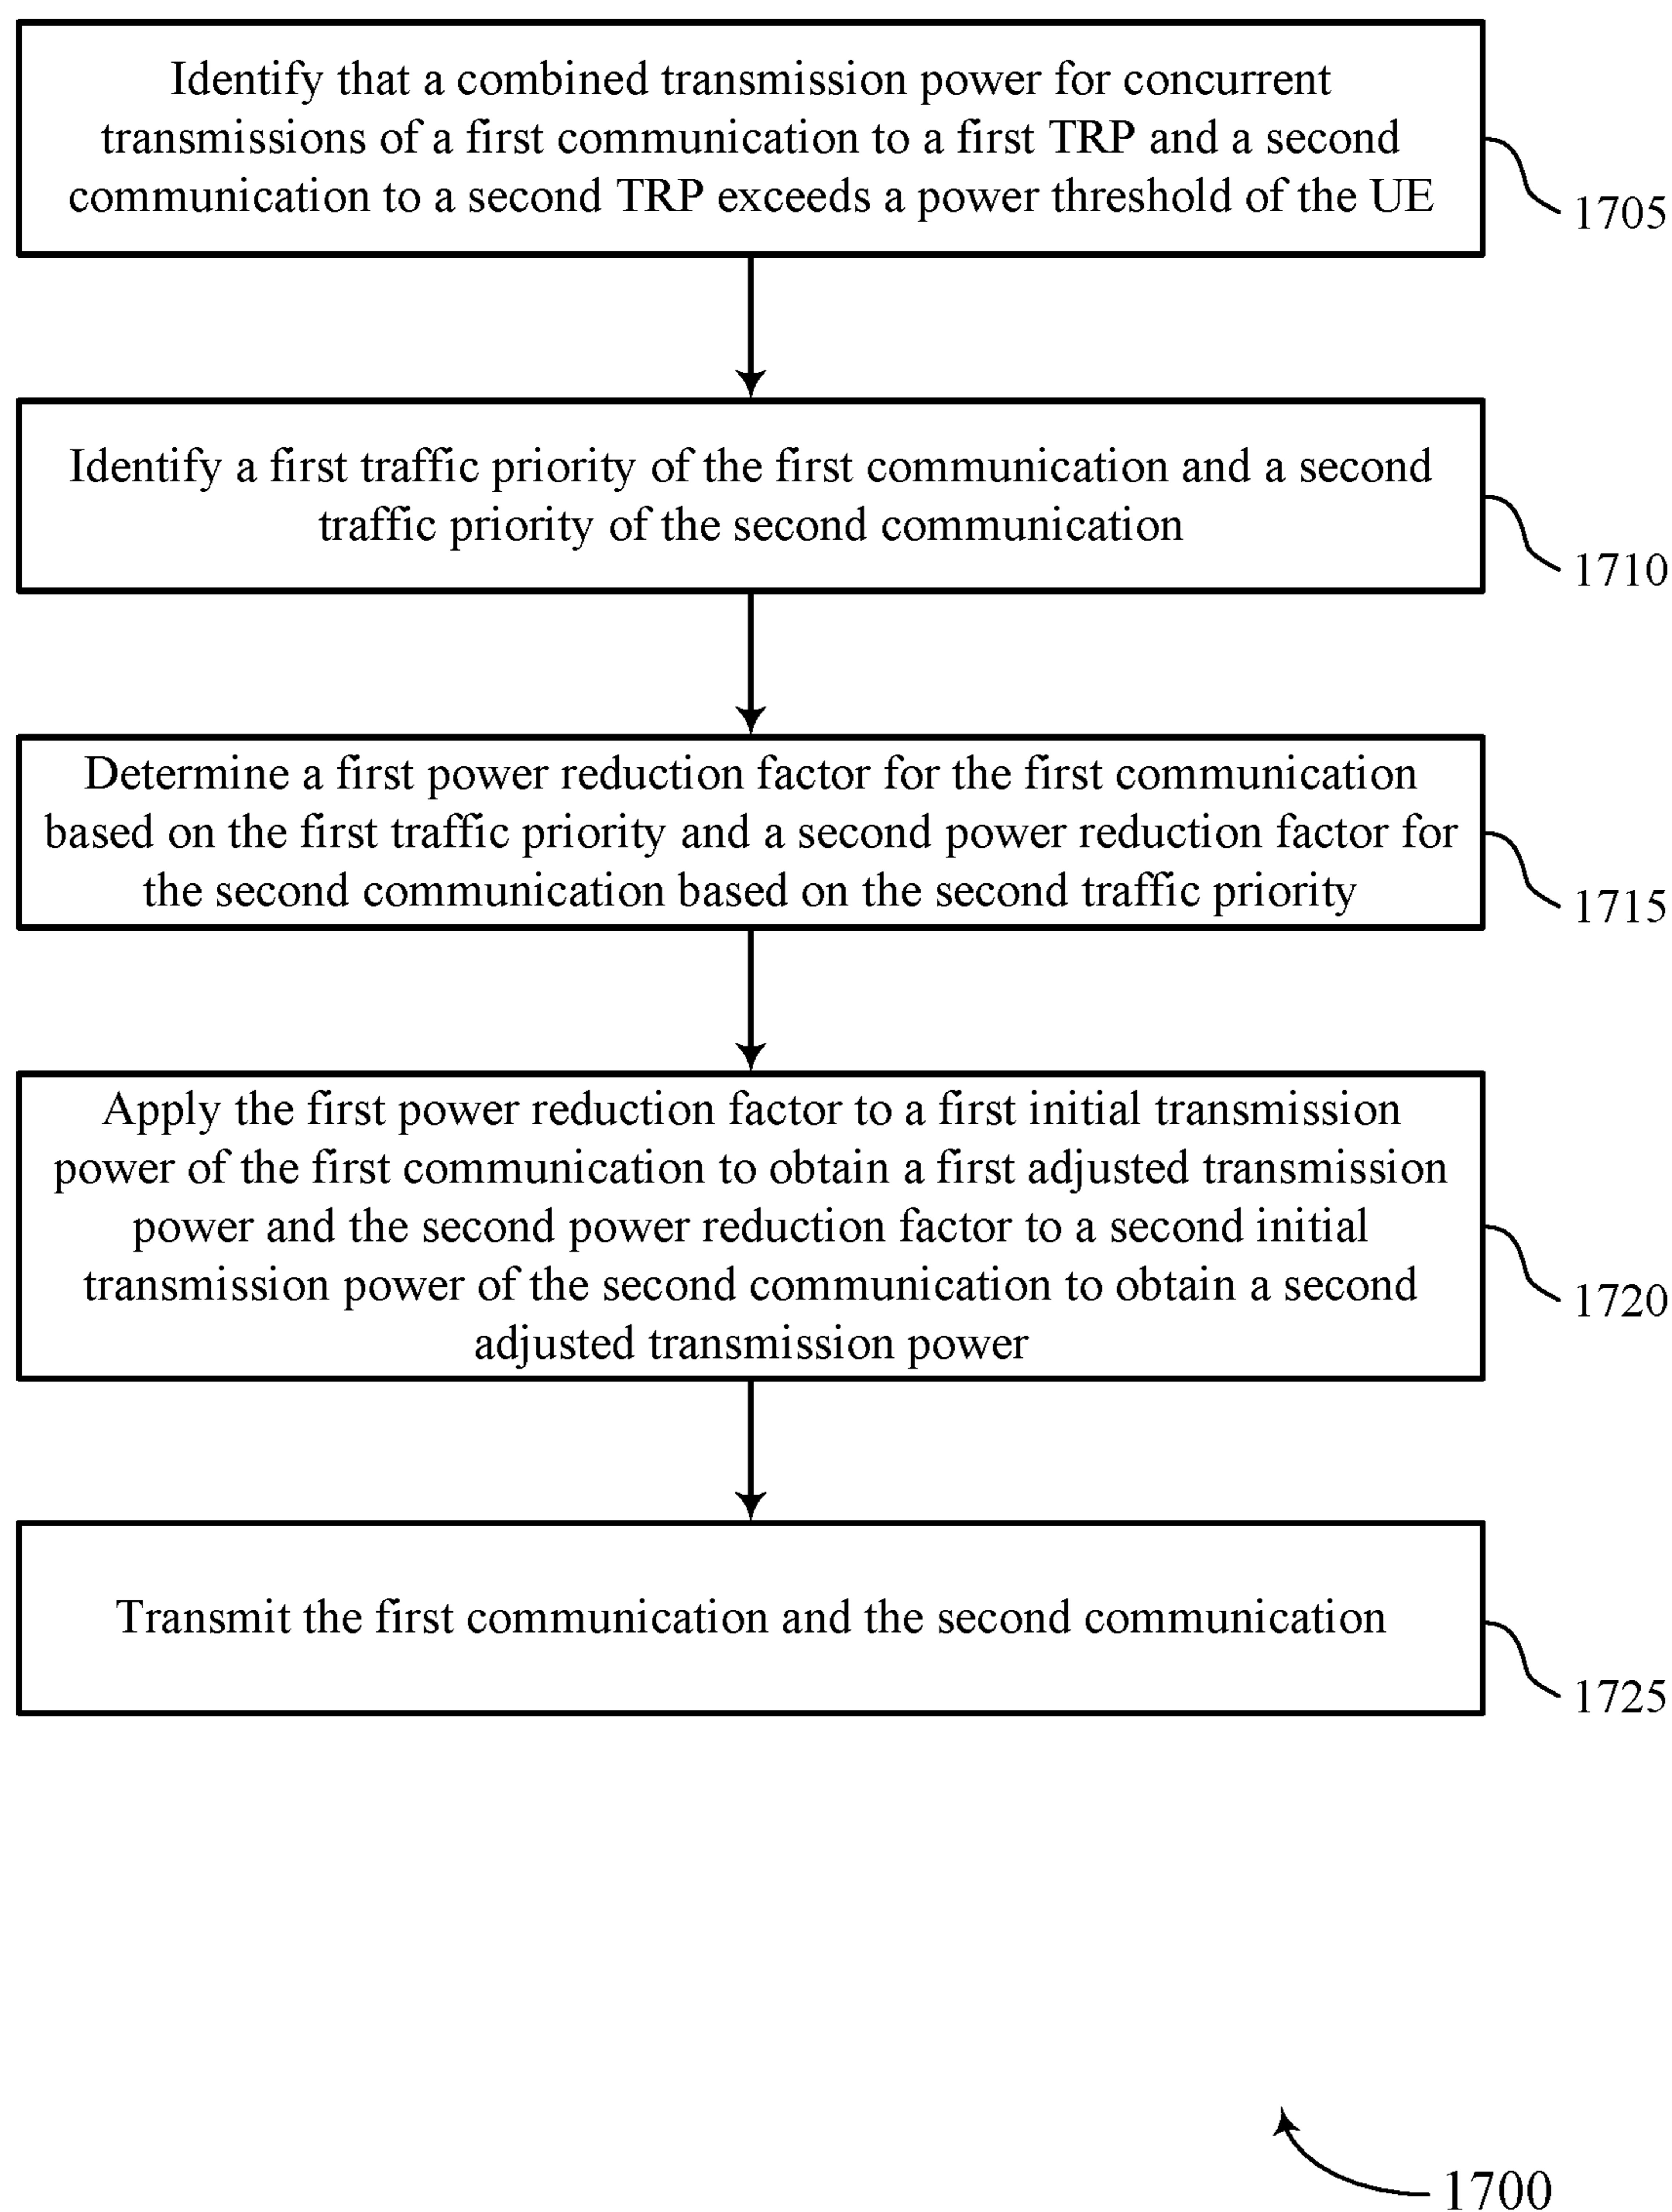 Identify that a combined transmission power for concurrent
transmissions of a first communication to a first TRP and a second
communication to a second TRP exceeds a power threshold of the UE
1705
Identify a first traffic priority of the first communication and a second
traffic priority of the second communication
1710
Determine a first power reduction factor for the first communication
based on the first traffic priority and a second power reduction factor for
the second communication based on the second traffic priority
1715
Apply the first power reduction factor to a first initial transmission
power of the first communication to obtain a first adjusted transmission
power and the second power reduction factor to a second initial
transmission power of the second communication to obtain a second
adjusted transmission power
1720
Transmit the first communication and the second communication
1725
1700